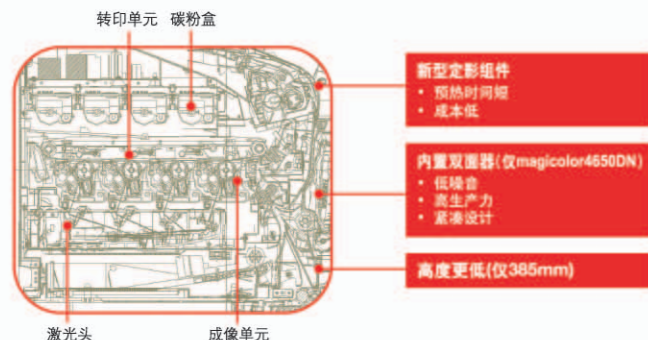 转印单元 碳粉盒
新型定影组件
• 预热时间短
• 成本低
内置双面器(仅magicolor4650DN)
• 低噪音
• 高生产力
• 紧凑设计
高度更低(仅385mm)
激光头 成像单元